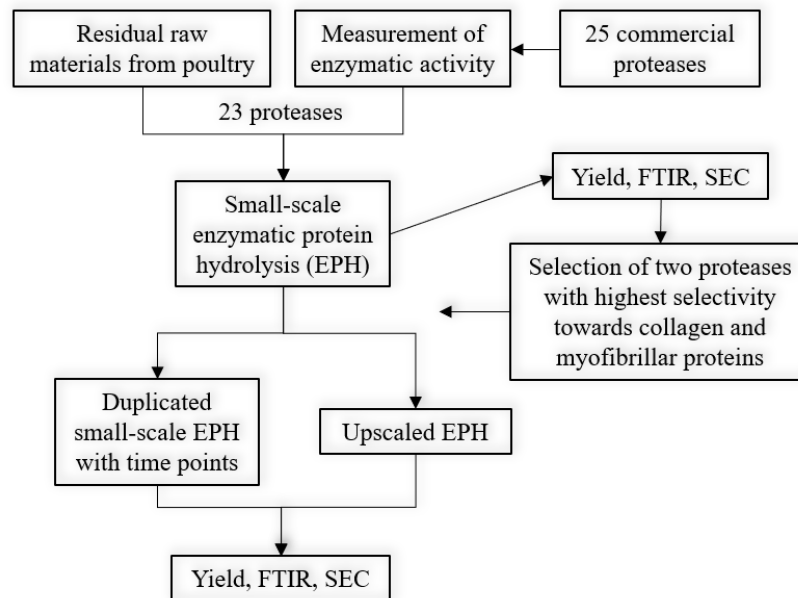 Residual raw
materials from poultry
Measurement of
enzymatic activity
25 commercial
proteases
23 proteases
Small-scale
enzymatic protein
hydrolysis (EPH)
Yield, FTIR, SEC
Selection of two proteases
with highest selectivity
towards collagen and
myofibrillar proteins
Duplicated
small-scale EPH
with time points
Upscaled EPH
Yield, FTIR, SEC